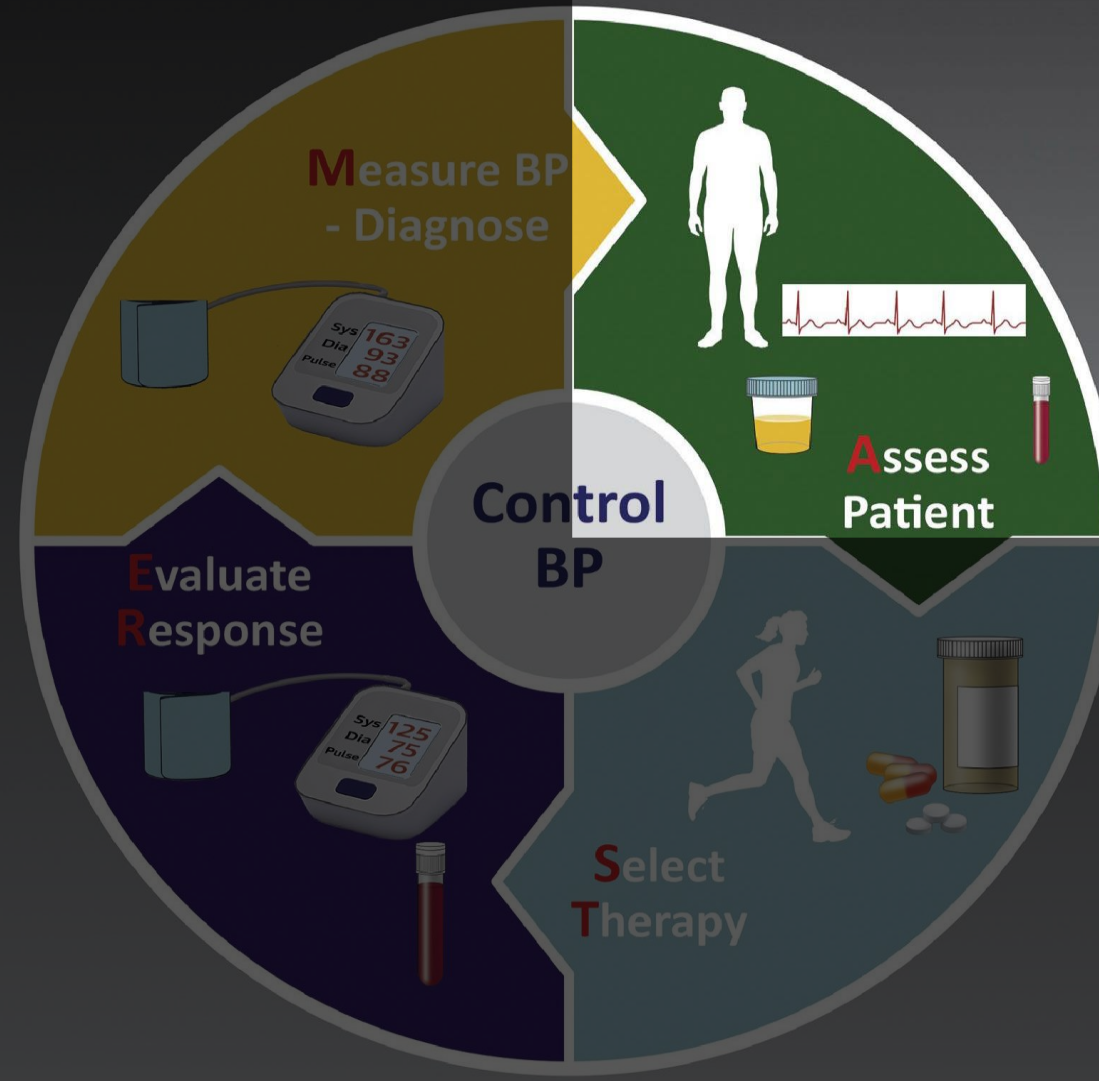 Measure BP
- Diagnose
Sys 163
Dia 93
Pulse 88
Assess
Patient
Control
BP
Evaluate
Response
Sys 125
Dia 75
Pulse 76
Select
Therapy